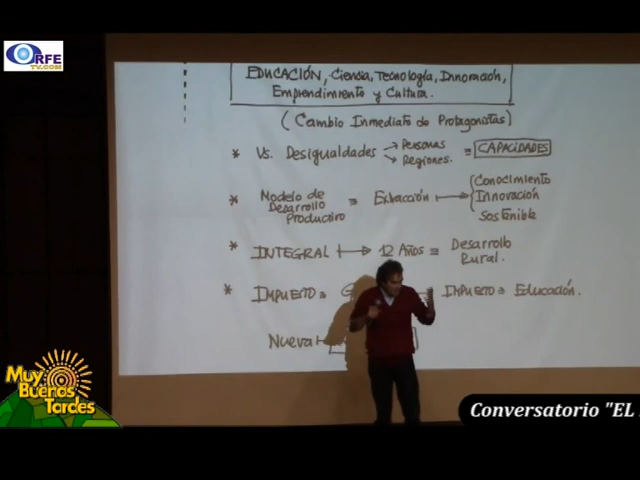 ORFE
TV.COM
EDUCACIÓN, Ciencia, Tecnología, Innovación,
Emprendimiento y Cultura.
(Cambio Inmediato de Protagonistas)
* Vs. Desigualdades → Personas = CAPACIDADES
→ Regiones.
* Modelo de Desarrollo Productivo = Extracción → Conocimiento
Innovación
Sostenible
* INTEGRAL → 12 AÑOS = Desarrollo Rural.
* IMPUESTO = G IMPUESTO = Educación.
Nueva
Muy
Buenas
Tardes
Conversatorio "EL